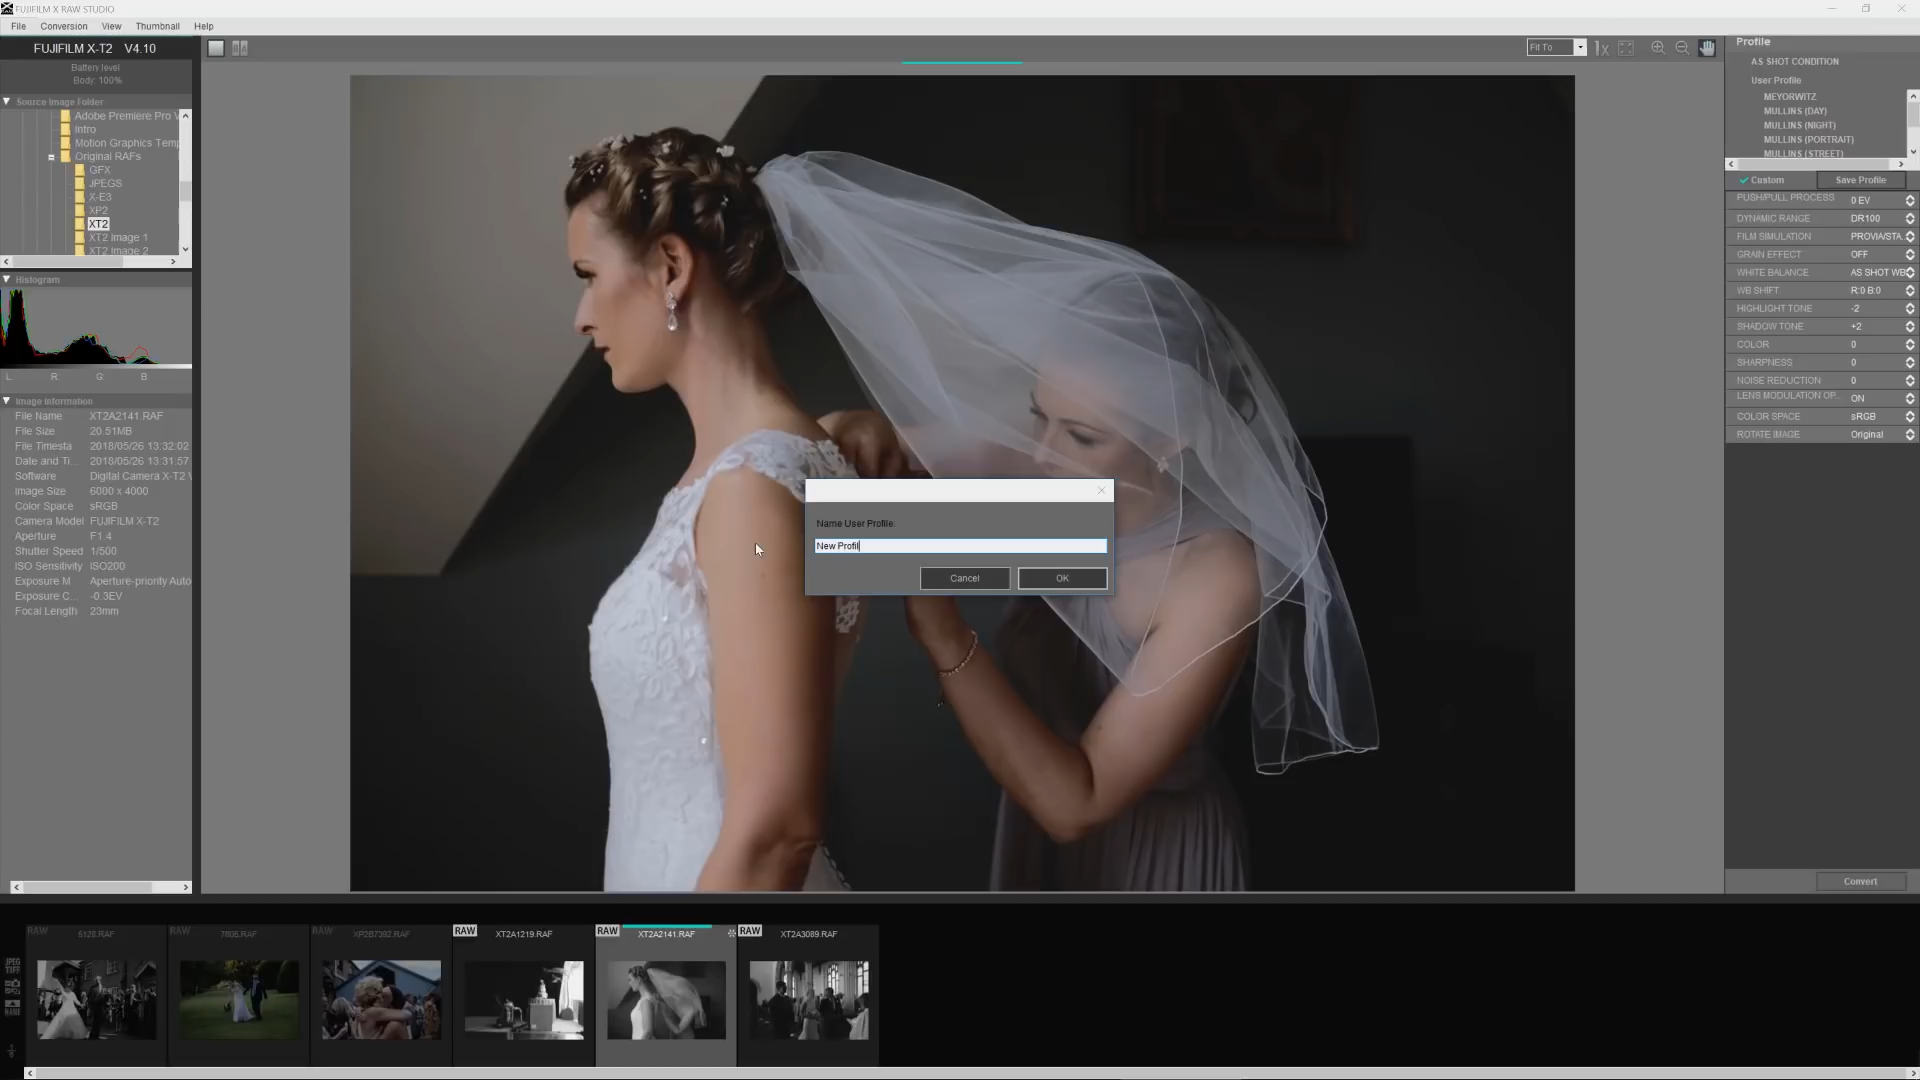 FUJIFILM X RAW STUDIO
File Conversion View Thumbnail Help
FUJIFILM X-T2 V4.10
Battery level
Body: 100%
Source Image Folder
Adobe Premiere Pro V
Intro
Motion Graphics Temp
Original RAFs
GFX
JPEGS
X-E3
XP2
XT2
XT2 Image 1
XT2 Image 2
Histogram
L: R: G: B:
Image Information
File Name XT2A2141.RAF
File Size 20.51MB
File Timesta 2018/05/26 13:32:02
Date and Ti... 2018/05/26 13:31:57
Software Digital Camera X-T2 V
Image Size 6000 x 4000
Color Space sRGB
Camera Model FUJIFILM X-T2
Aperture F1.4
Shutter Speed 1/500
ISO Sensitivity ISO200
Exposure M Aperture-priority Auto
Exposure C... -0.3EV
Focal Length 23mm
Fit To
1x
Name User Profile:
New Profil
Cancel OK
Profile
AS SHOT CONDITION
User Profile
MEYORWITZ
MULLINS (DAY)
MULLINS (NIGHT)
MULLINS (PORTRAIT)
MULLINS (STREET)
Custom Save Profile
PUSH/PULL PROCESS 0 EV
DYNAMIC RANGE DR100
FILM SIMULATION PROVIA/STA...
GRAIN EFFECT OFF
WHITE BALANCE AS SHOT WB
WB SHIFT R:0 B:0
HIGHLIGHT TONE -2
SHADOW TONE +2
COLOR 0
SHARPNESS 0
NOISE REDUCTION 0
LENS MODULATION OP... ON
COLOR SPACE sRGB
ROTATE IMAGE Original
Convert
RAW 5128.RAF RAW 7805.RAF RAW XP2B7392.RAF RAW XT2A1219.RAF RAW XT2A2141.RAF RAW XT2A3089.RAF
JPEG
TIFF
NAME